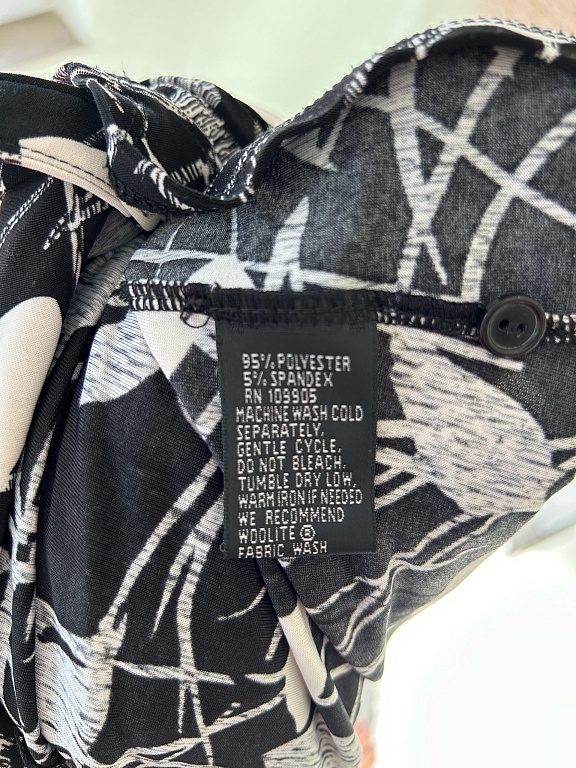 95% POLYESTER
5% SPANDEX
RN 109905
MACHINE WASH COLD
SEPARATELY,
GENTLE CYCLE,
DO NOT BLEACH,
TUMBLE DRY LOW,
WARM IRON IF NEEDED
WE RECOMMEND
WOOLITE ®
FABRIC WASH